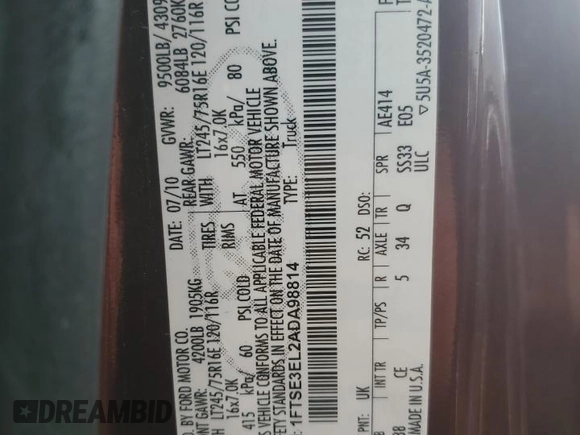 D. BY FORD MOTOR CO.
DATE: 07/10 GVWR: 9500LB/ 4309
ONT GAWR: 4200LB 1905KG REAR GAWR: 6084LB 2760K
H LT245/75R16E 120/116R TIRES WITH LT245/75R16E 120/116R
16x7.0K RIMS 16x7.0K
415 kPa/ 60 PSI COLD AT 550 kPa/ 80 PSI CO
S VEHICLE CONFORMS TO ALL APPLICABLE FEDERAL MOTOR VEHICLE
SAFETY STANDARDS IN EFFECT ON THE DATE OF MANUFACTURE SHOWN ABOVE.
: 1FTSE3EL2ADA98814 TYPE: Truck
PNT: UK RC: 52 DSO:
B INT TR TP/PS R AXLE TR SPR AE414
5 34 Q SS33 E05
38 CE ULC
MADE IN U.S.A. ▽5U5A-3520472-A
DREAMBID